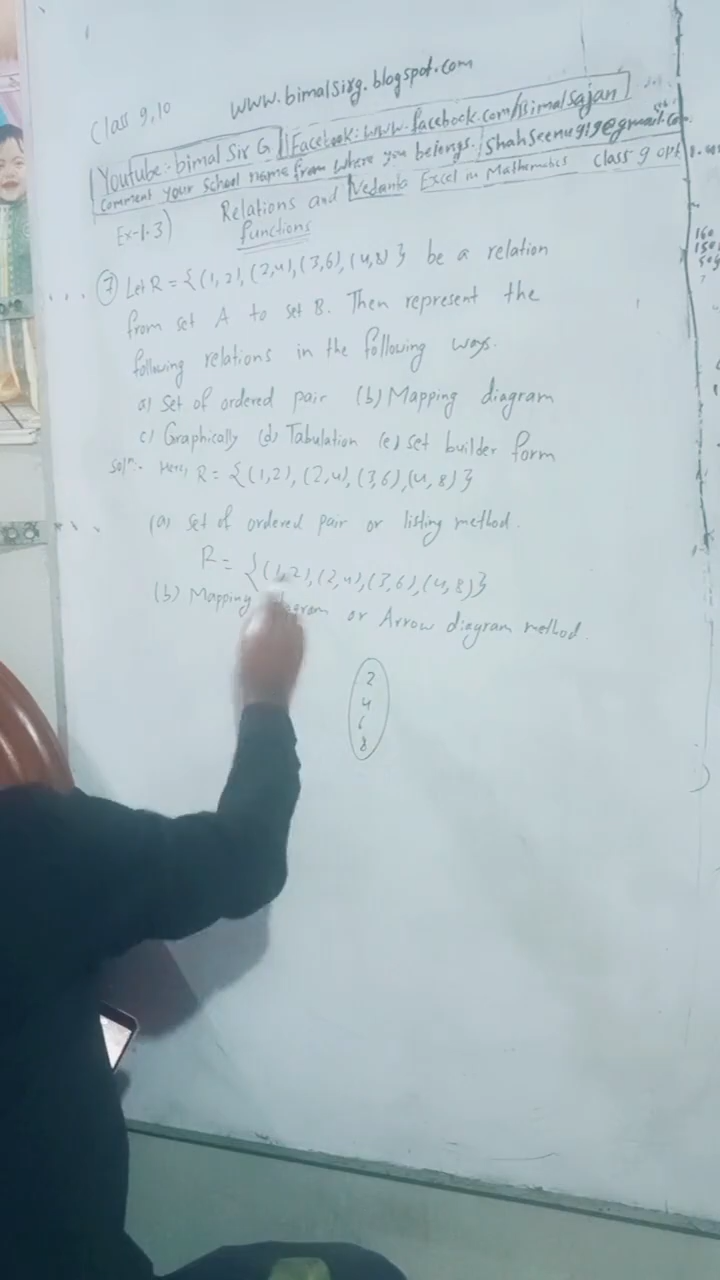 Class 9,10
www.bimalsirg.blogspot.com
Youtube:- bimal Sir G
Facebook: www.facebook.com/bimalsajan
Comment your School name from where you belongs.
Shahseemug19@gmail.com
Ex-1.3)
Relations and functions
Vedanta Excel in Mathematics class 9 opt
⑦ Let R = {(1,2), (2,4), (3,6), (4,8)} be a relation
from set A to set B. Then represent the
following relations in the following ways.
a) Set of ordered pair (b) Mapping diagram
c) Graphically (d) Tabulation (e) set builder form
Solⁿ:- Here, R = {(1,2), (2,4), (3,6), (4,8)}
(a) set of ordered pair or listing method.
R = {(1,2), (2,4), (3,6), (4,8)}
(b) Mapping diagram or Arrow diagram method.
2
4
6
8